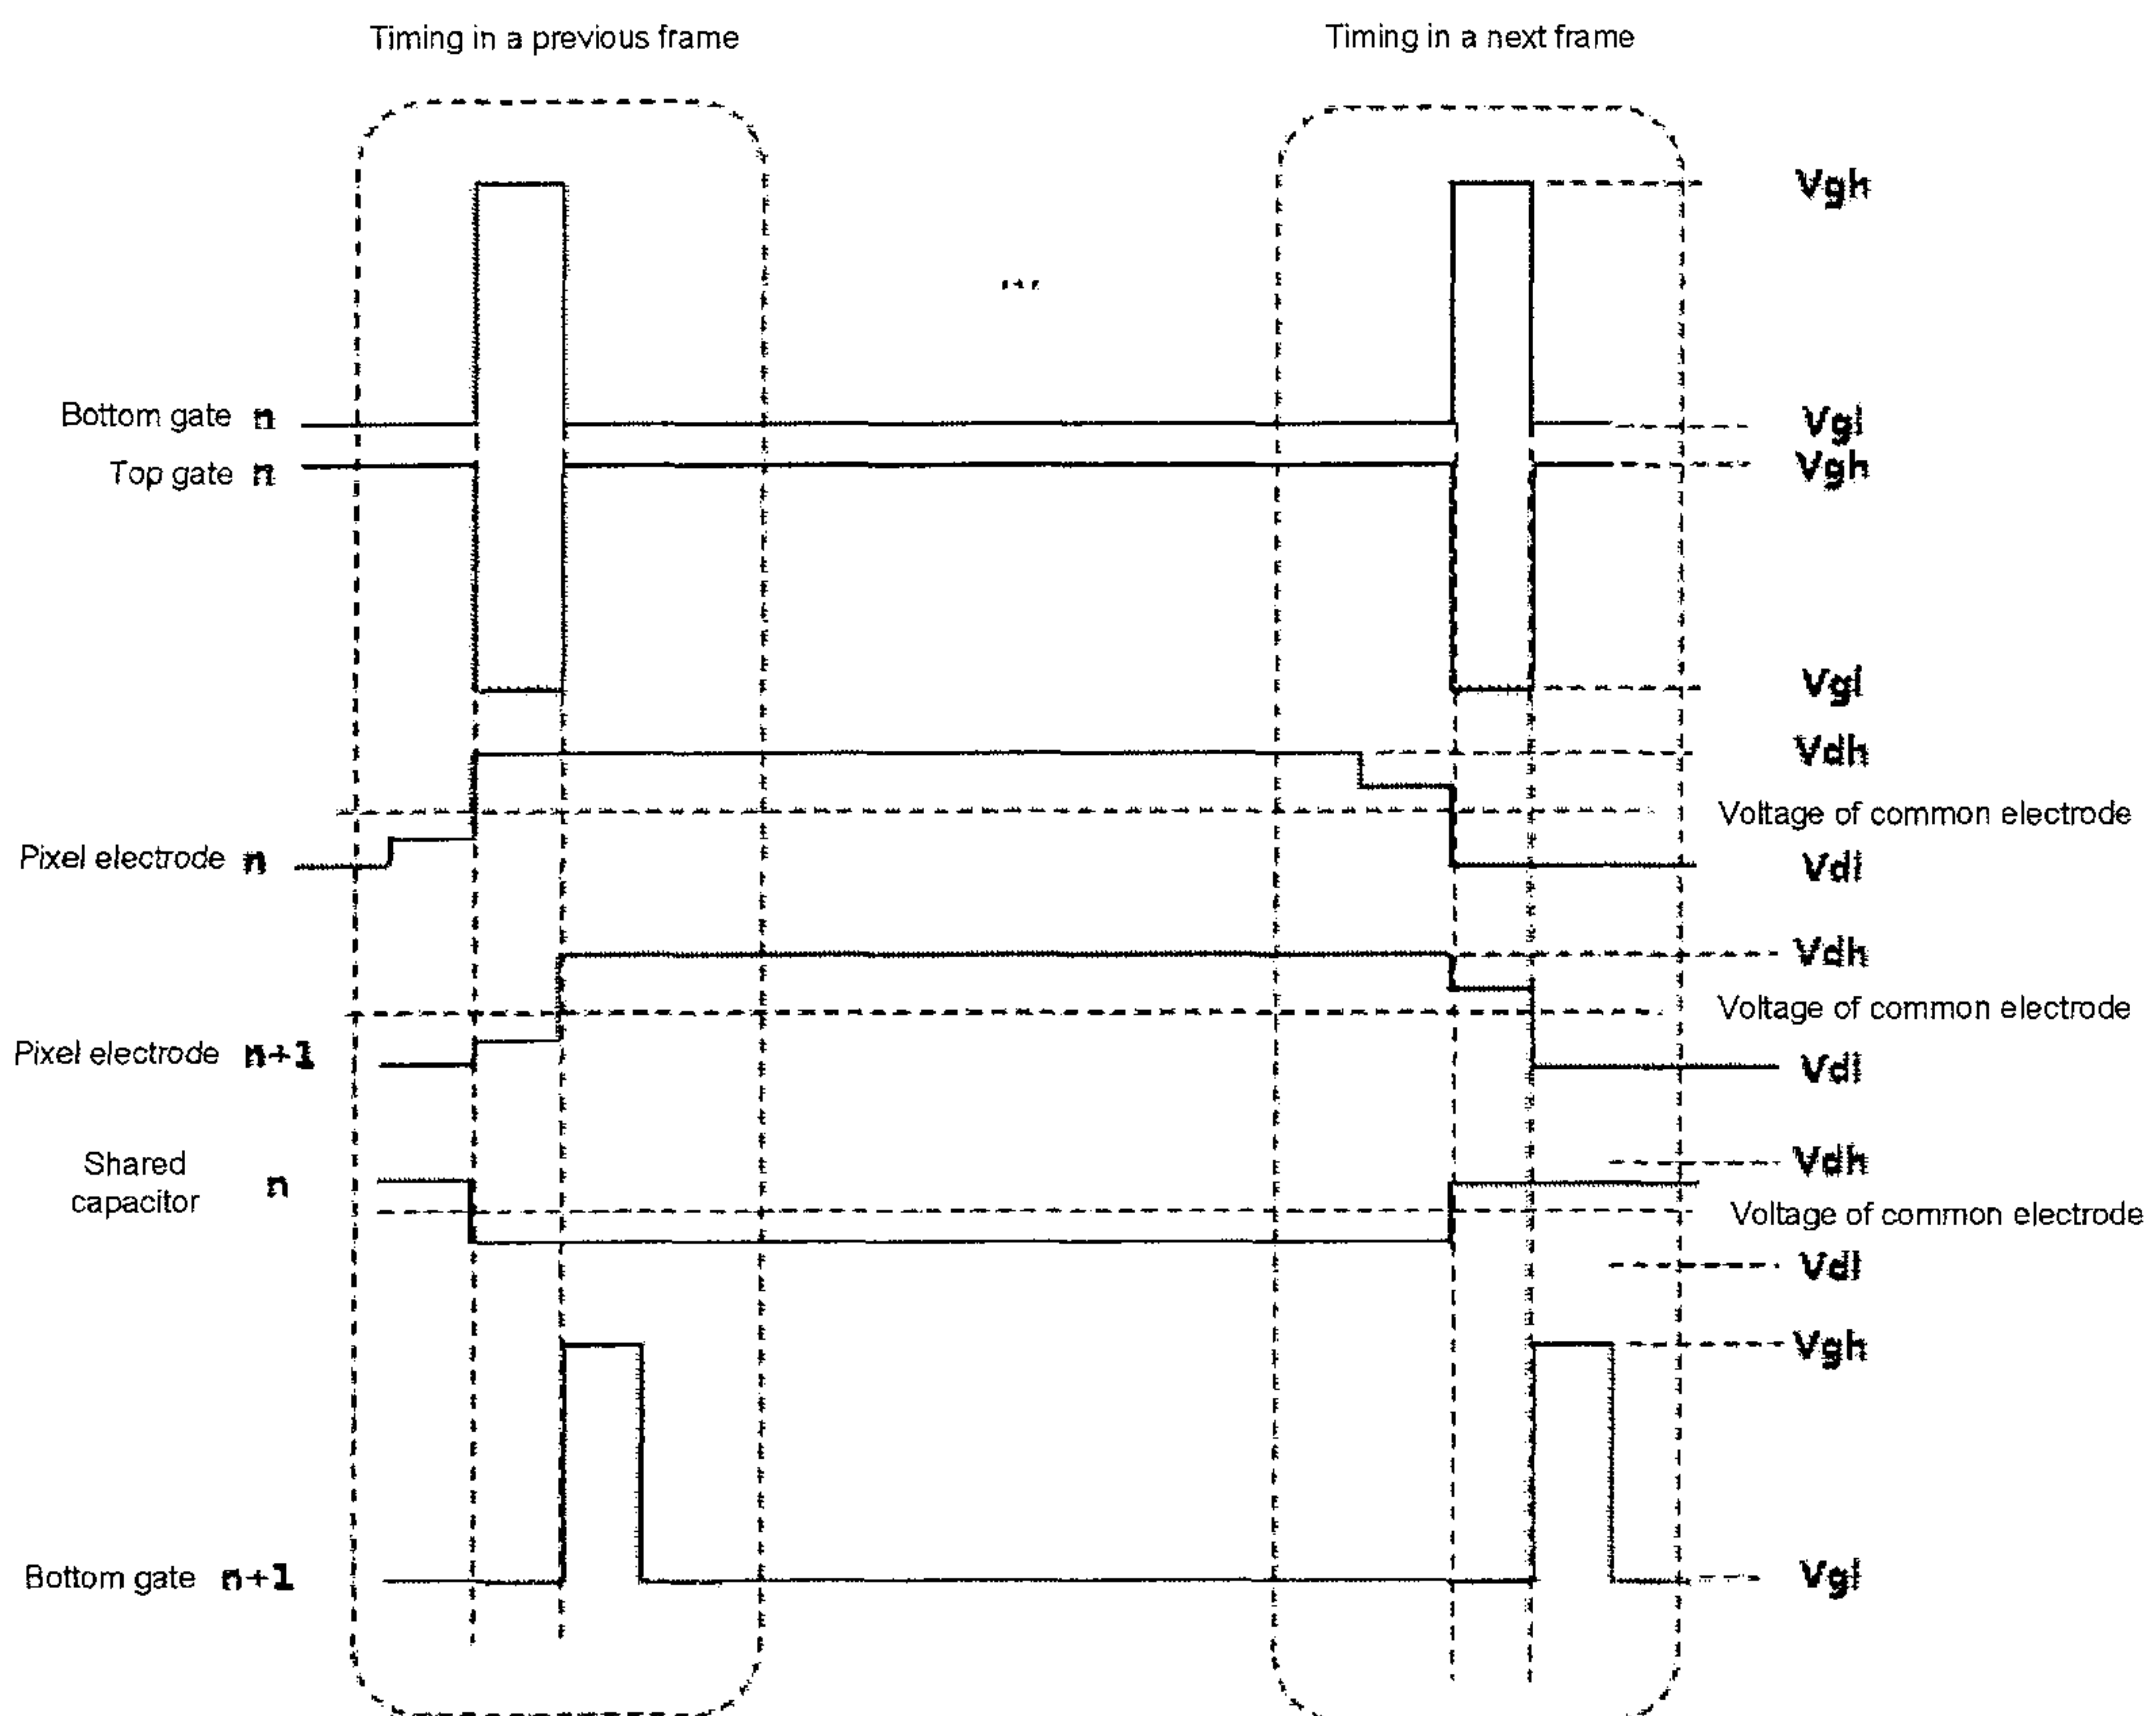 Timing in a previous frame
Timing in a next frame
Vgh
...
Bottom gate n
Vgl
Top gate n
Vgh
Vgl
Vdh
Voltage of common electrode
Pixel electrode n
Vdl
Vdh
Voltage of common electrode
Pixel electrode n+1
Vdl
Shared
capacitor n
Vdh
Voltage of common electrode
Vdl
Vgh
Bottom gate n+1
Vgl